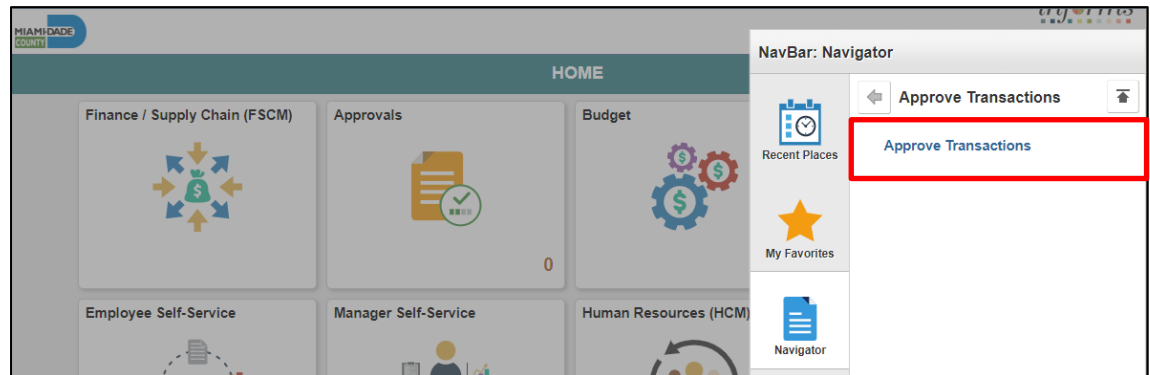 MIAMI-DADE
COUNTY
NavBar: Navigator
HOME
Approve Transactions
Approve Transactions
Recent Places
My Favorites
Navigator
Finance / Supply Chain (FSCM)
Approvals
0
Budget
Employee Self-Service
Manager Self-Service
Human Resources (HCM)